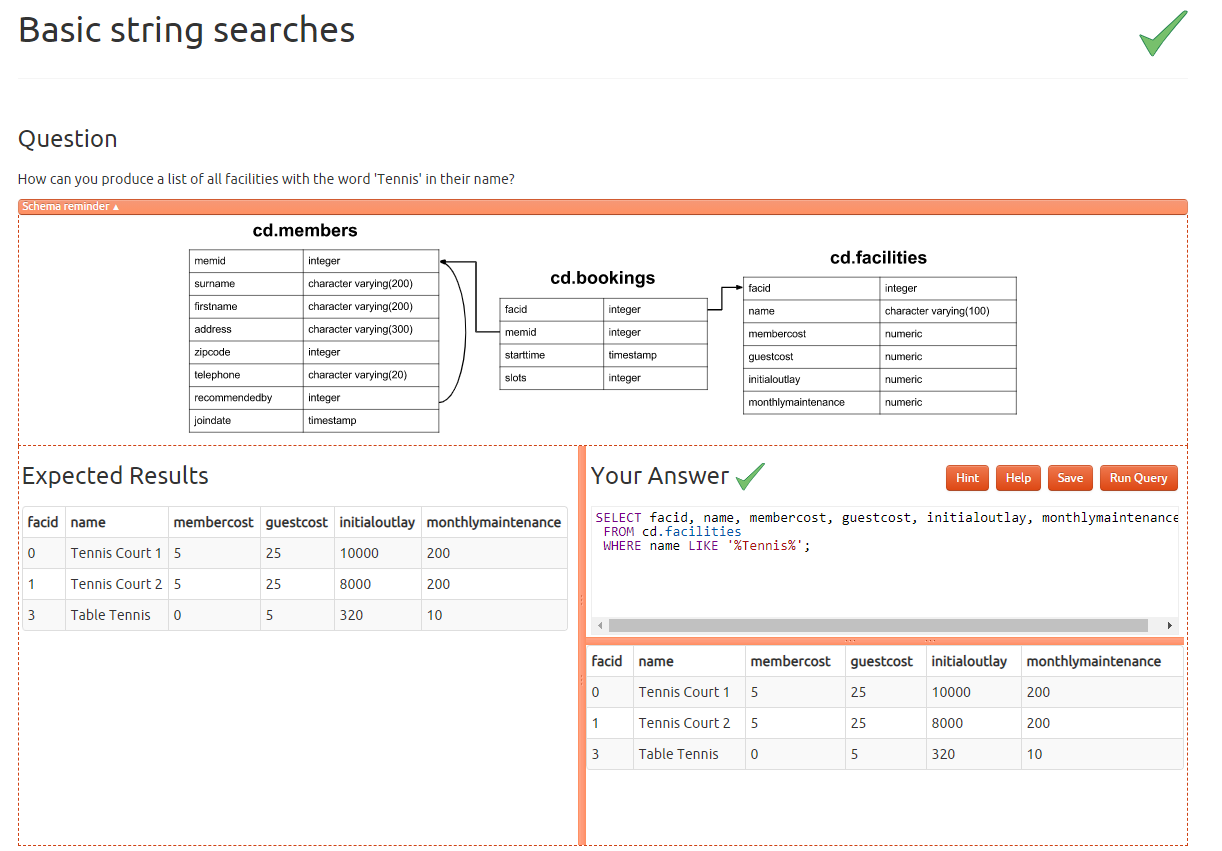 Basic string searches
Question
How can you produce a list of all facilities with the word 'Tennis' in their name?
Schema reminder ▲
cd.members
memid integer
surname character varying(200)
firstname character varying(200)
address character varying(300)
zipcode integer
telephone character varying(20)
recommendedby integer
joindate timestamp
cd.bookings
facid integer
memid integer
starttime timestamp
slots integer
cd.facilities
facid integer
name character varying(100)
membercost numeric
guestcost numeric
initialoutlay numeric
monthlymaintenance numeric
Expected Results
facid name membercost guestcost initialoutlay monthlymaintenance
0 Tennis Court 1 5 25 10000 200
1 Tennis Court 2 5 25 8000 200
3 Table Tennis 0 5 320 10
Your Answer
Hint Help Save Run Query
SELECT facid, name, membercost, guestcost, initialoutlay, monthlymaintenance
FROM cd.facilities
WHERE name LIKE '%Tennis%';
facid name membercost guestcost initialoutlay monthlymaintenance
0 Tennis Court 1 5 25 10000 200
1 Tennis Court 2 5 25 8000 200
3 Table Tennis 0 5 320 10